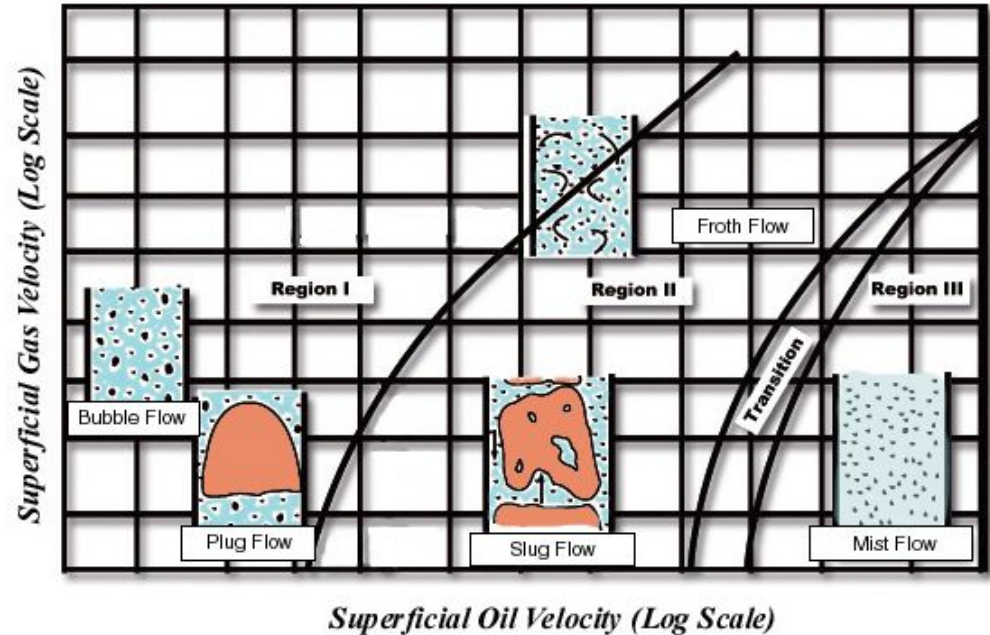 Superficial Gas Velocity (Log Scale)
Froth Flow
Region I
Region II
Region III
Transition
Bubble Flow
Plug Flow
Slug Flow
Mist Flow
Superficial Oil Velocity (Log Scale)